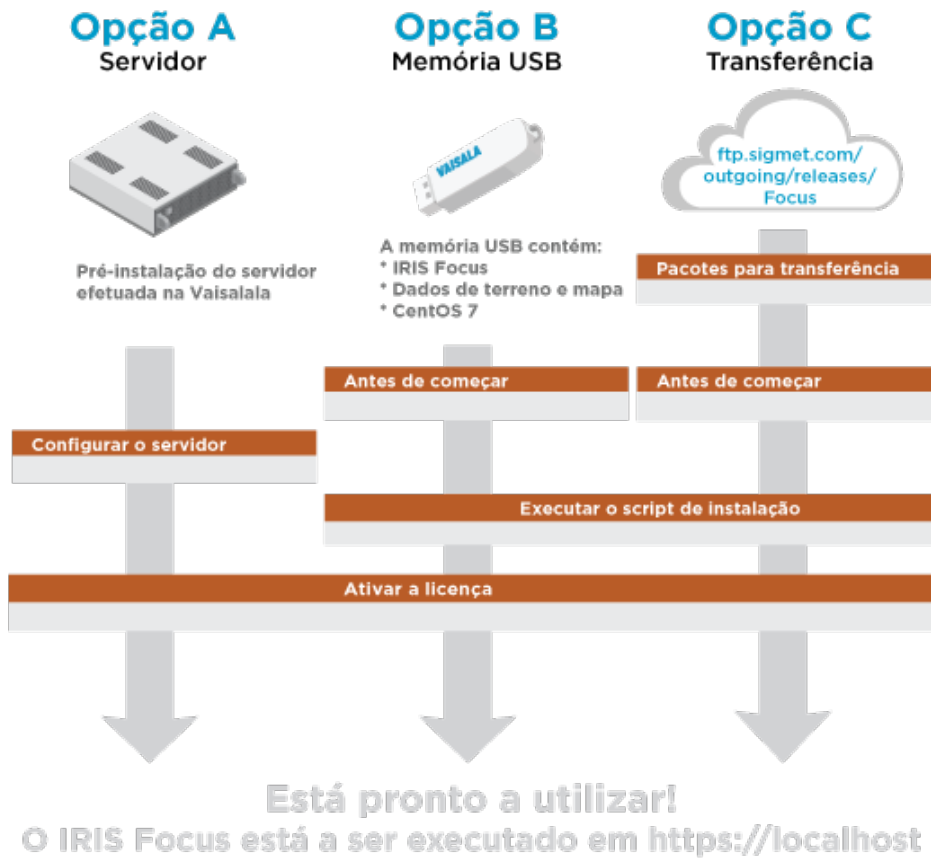 Opção A
Servidor
Pré-instalação do servidor
efetuada na Vaisalala
Configurar o servidor
Opção B
Memória USB
VAISALA
A memória USB contém:
* IRIS Focus
* Dados de terreno e mapa
* CentOS 7
Antes de começar
Opção C
Transferência
ftp.sigmet.com/
outgoing/releases/
Focus
Pacotes para transferência
Antes de começar
Executar o script de instalação
Ativar a licença
Está pronto a utilizar!
O IRIS Focus está a ser executado em https://localhost